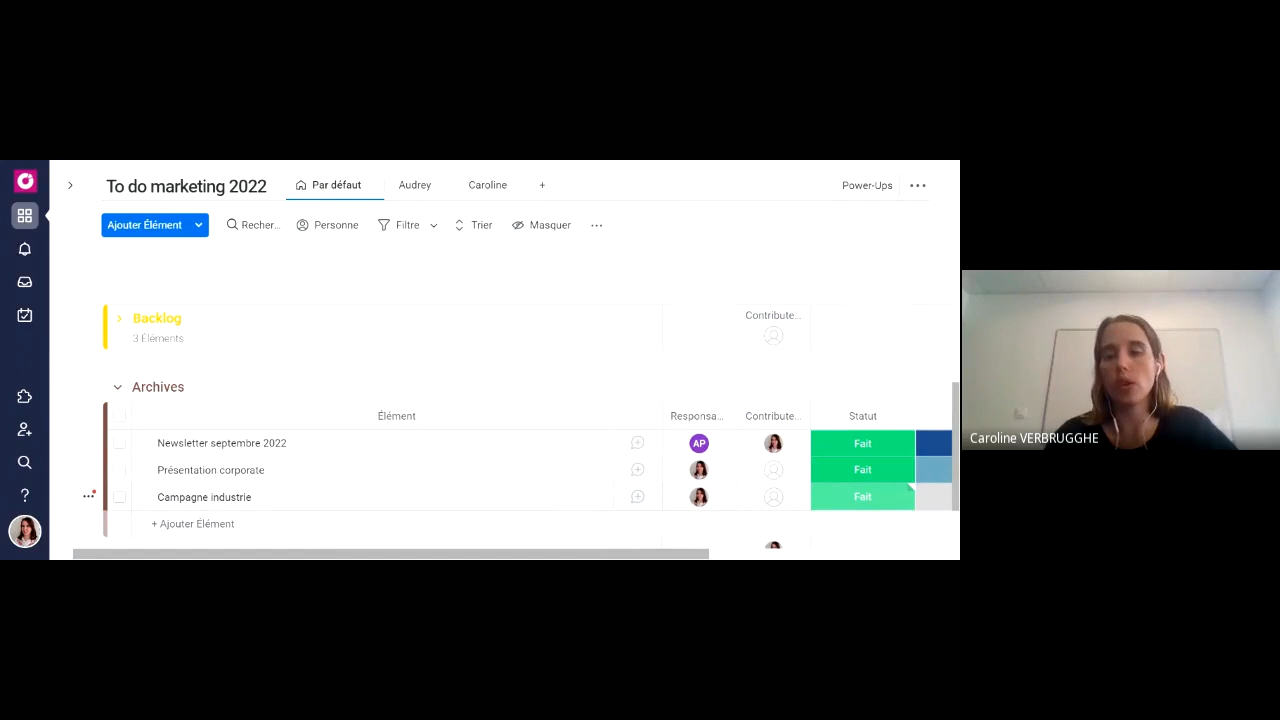 To do marketing 2022
Par défaut
Audrey
Caroline
+
Power-Ups
Ajouter Élément
Recher...
Personne
Filtre
Trier
Masquer
Backlog
3 Éléments
Contribute...
Archives
Élément
Responsa...
Contribute...
Statut
Newsletter septembre 2022
AP
Fait
Présentation corporate
Fait
Campagne industrie
Fait
+ Ajouter Élément
Caroline VERBRUGGHE